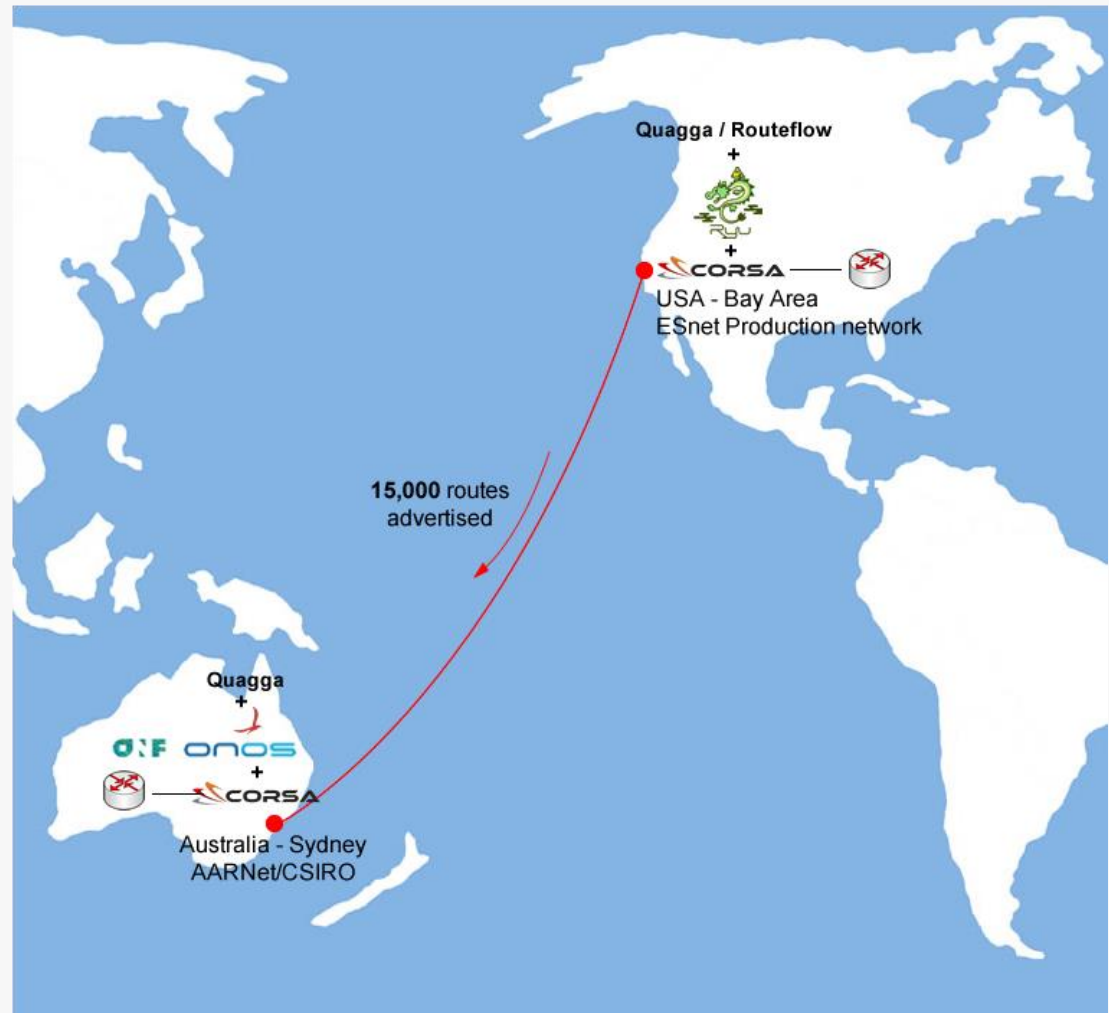 Quagga / Routeflow
+
RYU
+
CORSA
USA - Bay Area
ESnet Production network
15,000 routes
advertised
Quagga
+
ONF ONOS
+
CORSA
Australia - Sydney
AARNet/CSIRO